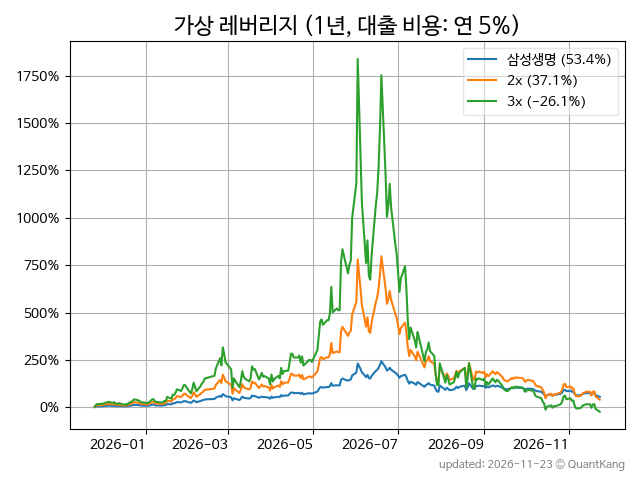 가상 레버리지 (1년, 대출 비용: 연 5%)
삼성생명 (53.4%)
2x (37.1%)
3x (−26.1%)
1750%
1500%
1250%
1000%
750%
500%
250%
0%
2026-01 2026-03 2026-05 2026-07 2026-09 2026-11
updated: 2026-11-23 © QuantKang